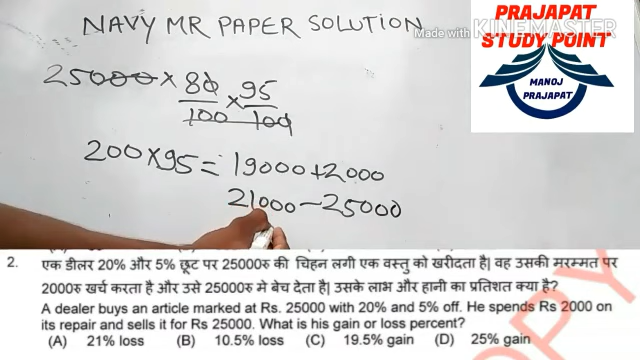 NAVY MR PAPER SOLUTION
Made with KINEMASTER
PRAJAPAT
STUDY POINT
MANOJ
PRAJAPAT
25000 × 80/100 × 95/100
200 × 95 = 19000 + 2000
21000 - 25000
2. एक डीलर 20% और 5% छूट पर 25000रु की चिहन लगी एक वस्तु को खरीदता है। वह उसकी मरम्मत पर
2000रु खर्च करता है और उसे 25000रु मे बेच देता है। उसके लाभ और हानी का प्रतिशत क्या है?
A dealer buys an article marked at Rs. 25000 with 20% and 5% off. He spends Rs 2000 on
its repair and sells it for Rs 25000. What is his gain or loss percent?
(A) 21% loss (B) 10.5% loss (C) 19.5% gain (D) 25% gain
OPY